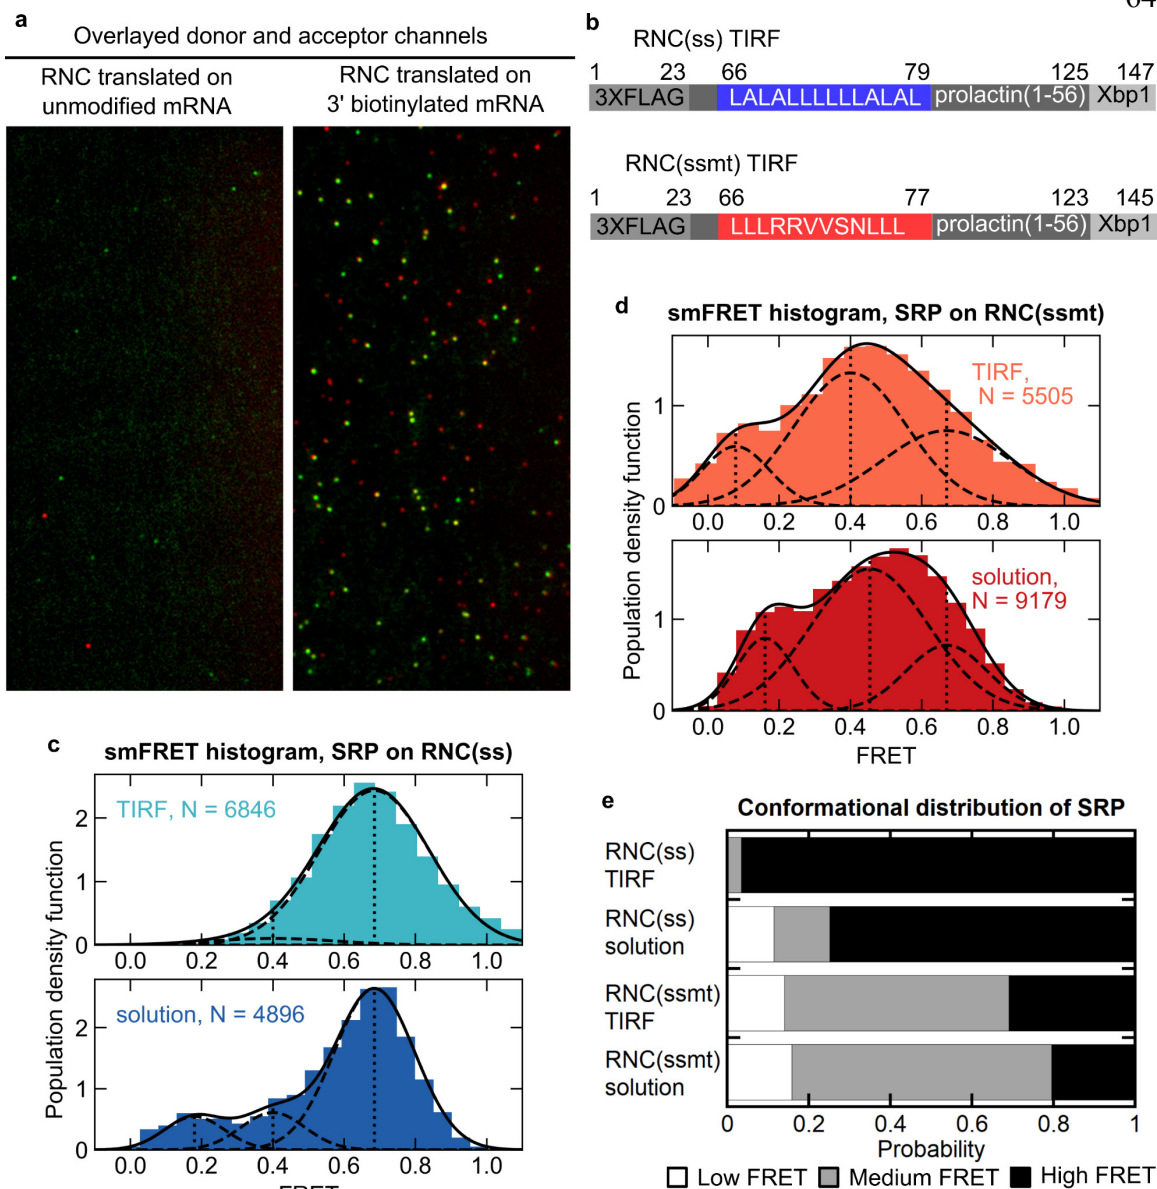 64
a
Overlayed donor and acceptor channels
RNC translated on
unmodified mRNA
RNC translated on
3' biotinylated mRNA
b
RNC(ss) TIRF
1 23 66 79 125 147
3XFLAG LALALLLLLLALAL prolactin(1-56) Xbp1
RNC(ssmt) TIRF
1 23 66 77 123 145
3XFLAG LLLRRVVSNLLL prolactin(1-56) Xbp1
d
smFRET histogram, SRP on RNC(ssmt)
TIRF,
N = 5505
1
0
0.0 0.2 0.4 0.6 0.8 1.0
solution,
N = 9179
1
0
0.0 0.2 0.4 0.6 0.8 1.0
Population density function
FRET
c
smFRET histogram, SRP on RNC(ss)
TIRF, N = 6846
2
1
0
0.0 0.2 0.4 0.6 0.8 1.0
solution, N = 4896
2
1
0
0.0 0.2 0.4 0.6 0.8 1.0
Population density function
FRET
e
Conformational distribution of SRP
RNC(ss)
TIRF
RNC(ss)
solution
RNC(ssmt)
TIRF
RNC(ssmt)
solution
0 0.2 0.4 0.6 0.8 1
Probability
Low FRET Medium FRET High FRET